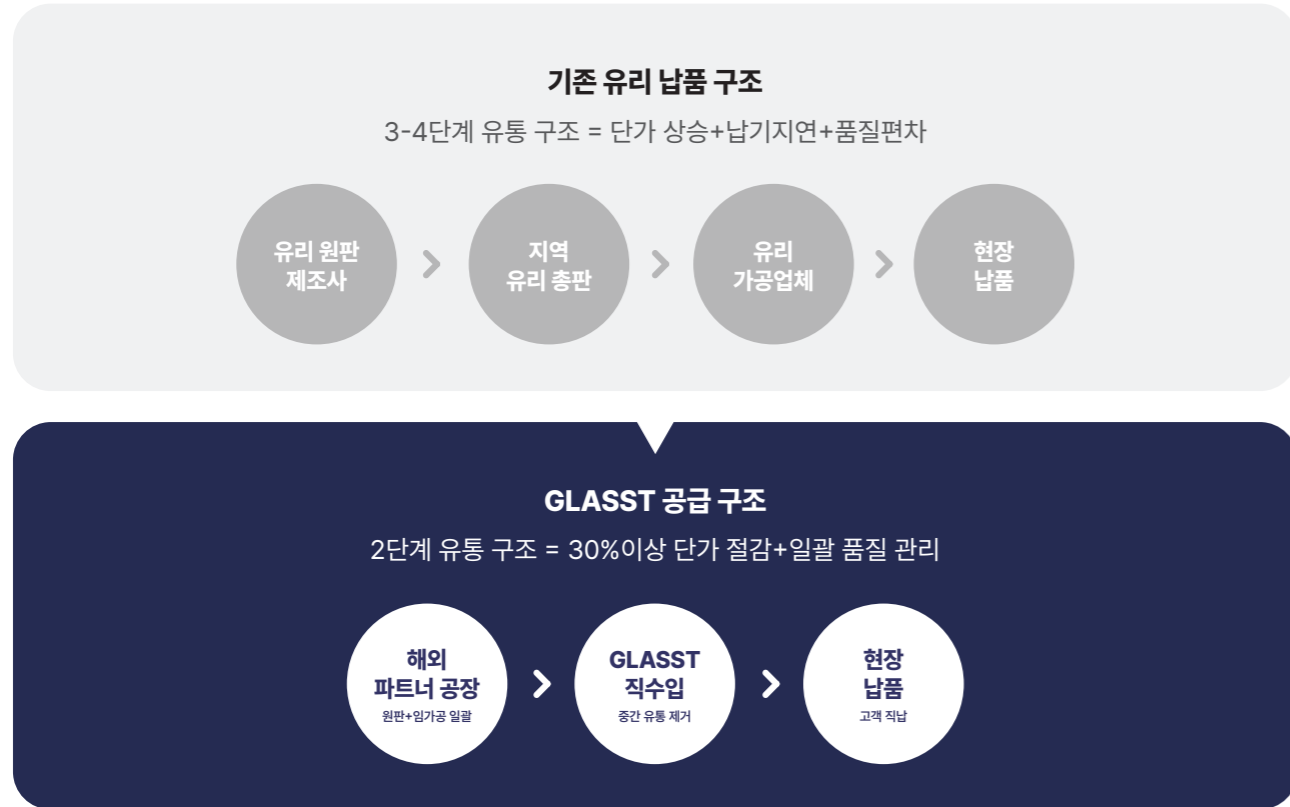 기존 유리 납품 구조
3-4단계 유통 구조 = 단가 상승+납기지연+품질편차
유리 원판
제조사
지역
유리 총판
유리
가공업체
현장
납품
GLASST 공급 구조
2단계 유통 구조 = 30%이상 단가 절감+일괄 품질 관리
해외
파트너 공장
원판+임가공 일괄
GLASST
직수입
중간 유통 제거
현장
납품
고객 직납